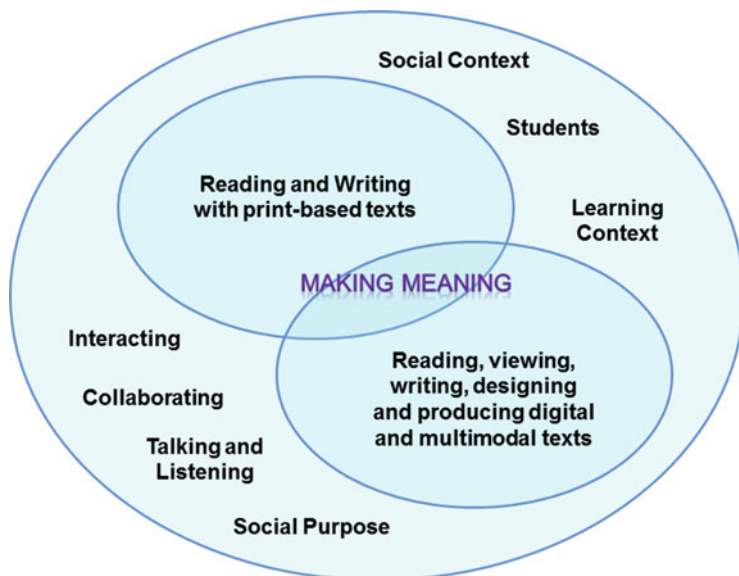 Social Context
Students
Reading and Writing
with print-based texts
Learning
Context
MAKING MEANING
Interacting
Reading, viewing,
writing, designing
and producing digital
and multimodal texts
Collaborating
Talking and
Listening
Social Purpose